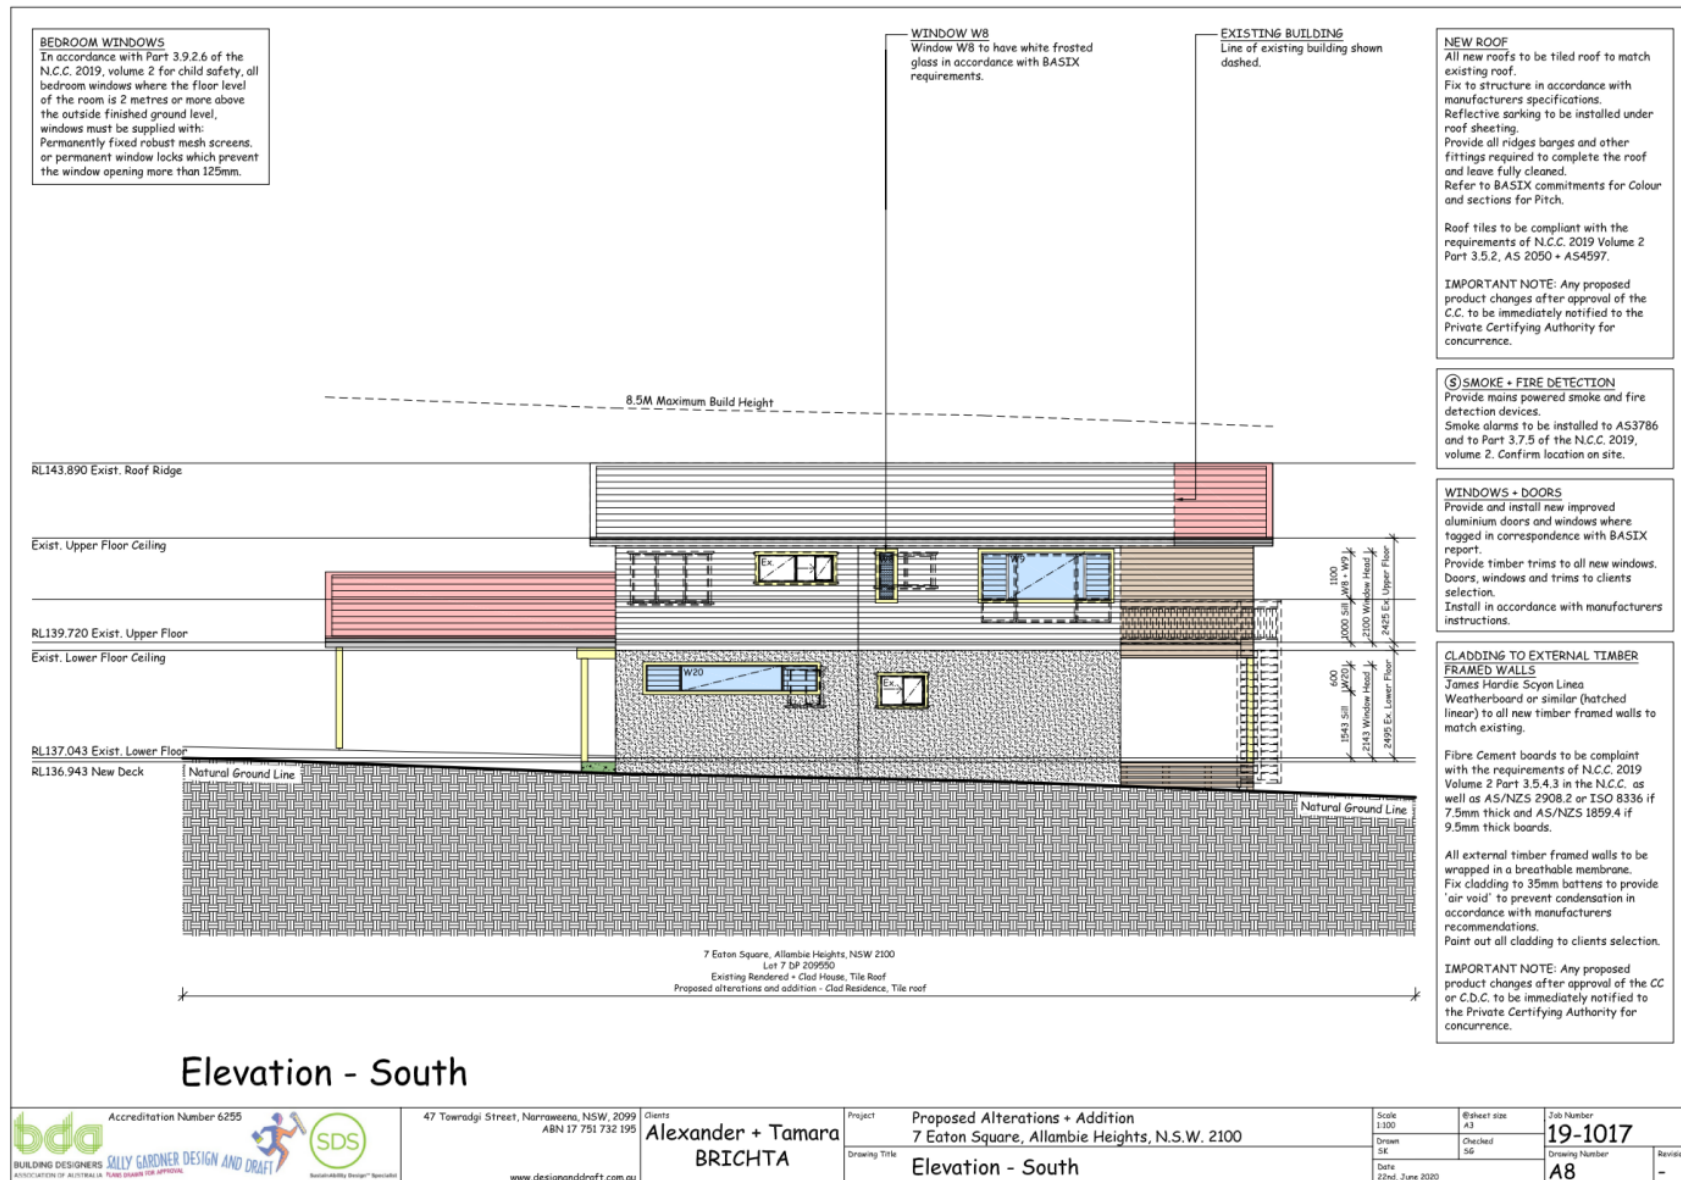 BEDROOM WINDOWS
In accordance with Part 3.9.2.6 of the
N.C.C. 2019, volume 2 for child safety, all
bedroom windows where the floor level
of the room is 2 metres or more above
the outside finished ground level,
windows must be supplied with:
Permanently fixed robust mesh screens.
or permanent window locks which prevent
the window opening more than 125mm.
WINDOW W8
Window W8 to have white frosted
glass in accordance with BASIX
requirements.
EXISTING BUILDING
Line of existing building shown
dashed.
NEW ROOF
All new roofs to be tiled roof to match
existing roof.
Fix to structure in accordance with
manufacturers specifications.
Reflective sarking to be installed under
roof sheeting.
Provide all ridges barges and other
fittings required to complete the roof
and leave fully cleaned.
Refer to BASIX commitments for Colour
and sections for Pitch.
Roof tiles to be compliant with the
requirements of N.C.C. 2019 Volume 2
Part 3.5.2, AS 2050 + AS4597.
IMPORTANT NOTE: Any proposed
product changes after approval of the
C.C. to be immediately notified to the
Private Certifying Authority for
concurrence.
S SMOKE + FIRE DETECTION
Provide mains powered smoke and fire
detection devices.
Smoke alarms to be installed to AS3786
and to Part 3.7.5 of the N.C.C. 2019,
volume 2. Confirm location on site.
WINDOWS + DOORS
Provide and install new improved
aluminium doors and windows where
tagged in correspondence with BASIX
report.
Provide timber trims to all new windows.
Doors, windows and trims to clients
selection.
Install in accordance with manufacturers
instructions.
CLADDING TO EXTERNAL TIMBER
FRAMED WALLS
James Hardie Scyon Linea
Weatherboard or similar (hatched
linear) to all new timber framed walls to
match existing.
Fibre Cement boards to be complaint
with the requirements of N.C.C. 2019
Volume 2 Part 3.5.4.3 in the N.C.C. as
well as AS/NZS 2908.2 or ISO 8336 if
7.5mm thick and AS/NZS 1859.4 if
9.5mm thick boards.
All external timber framed walls to be
wrapped in a breathable membrane.
Fix cladding to 35mm battens to provide
'air void' to prevent condensation in
accordance with manufacturers
recommendations.
Paint out all cladding to clients selection.
IMPORTANT NOTE: Any proposed
product changes after approval of the CC
or C.D.C. to be immediately notified to
the Private Certifying Authority for
concurrence.
8.5M Maximum Build Height
RL143.890 Exist. Roof Ridge
Exist. Upper Floor Ceiling
RL139.720 Exist. Upper Floor
Exist. Lower Floor Ceiling
RL137.043 Exist. Lower Floor
RL136.943 New Deck
Ex.
W9
W20
Ex.
1100
W8 + W9
1000 Sill
2100 Window Head
2425 Ex. Upper Floor
600
W20
1543 Sill
2143 Window Head
2495 Ex. Lower Floor
Natural Ground Line
Natural Ground Line
7 Eaton Square, Allambie Heights, NSW 2100
Lot 7 DP 209550
Existing Rendered + Clad House, Tile Roof
Proposed alterations and addition - Clad Residence, Tile roof
Elevation - South
bda
BUILDING DESIGNERS
ASSOCIATION OF AUSTRALIA
Accreditation Number 6255
SALLY GARDNER DESIGN AND DRAFT
PLANS DRAWN FOR APPROVAL
SDS
Sustainability Design Specialist
47 Towradgi Street, Narraweena, NSW, 2099
ABN 17 751 732 195
www.designanddraft.com.au
Clients
Alexander + Tamara
BRICHTA
Project
Proposed Alterations + Addition
7 Eaton Square, Allambie Heights, N.S.W. 2100
Drawing Title
Elevation - South
Scale
1:100
@sheet size
A3
Drawn
SK
Checked
SG
Date
22nd. June 2020
Job Number
19-1017
Drawing Number
A8
-